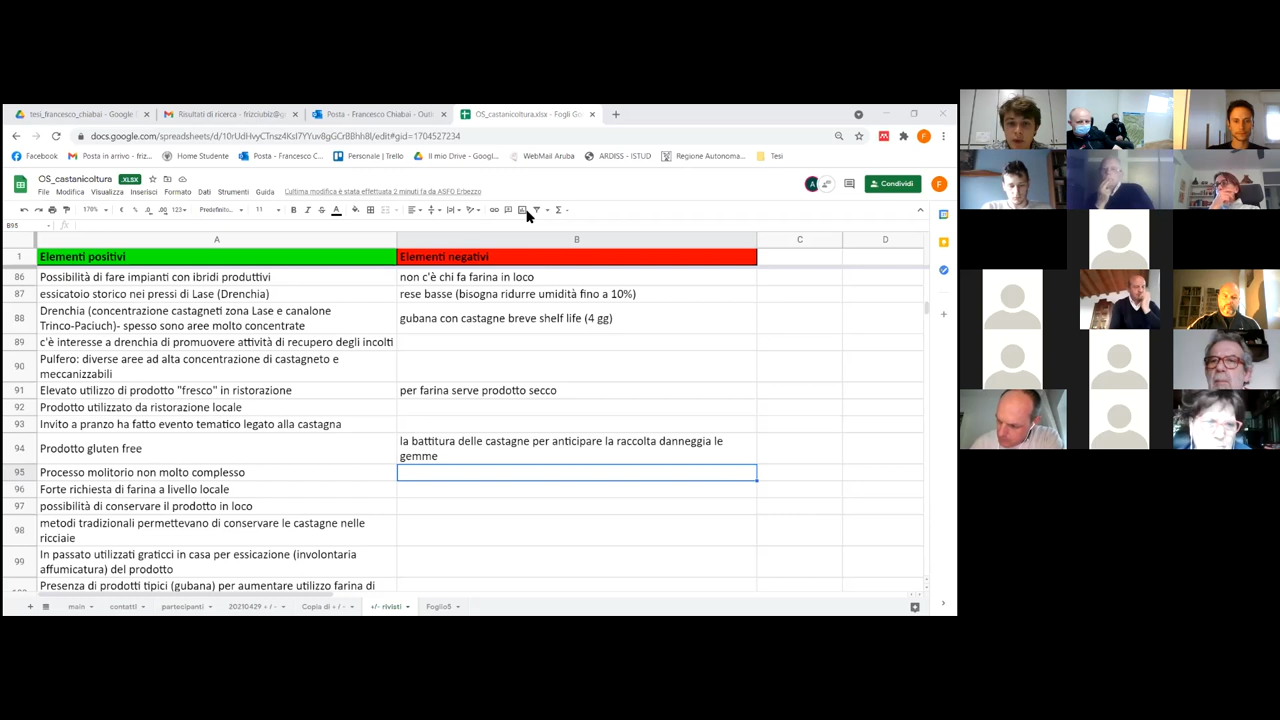 tesi_francesco_chiabai - Google
Risultati di ricerca - frizciubiz@g
Posta - Francesco Chiabai - Outl
OS_castanicoltura.xlsx - Fogli Go
Facebook
Posta in arrivo - friz...
Home Studente
Posta - Francesco C...
Personale | Trello
Il mio Drive - Googl...
WebMail Aruba
ARDISS - ISTUD
Regione Autonoma...
Tesi
OS_castanicoltura .XLSX
File Modifica Visualizza Inserisci Formato Dati Strumenti Guida Ultima modifica è stata effettuata 2 minuti fa da ASFO Erbezzo
Condividi
170% € % .0 .00 123 Predefinito... 11
B95 fx
A B C D
1 Elementi positivi Elementi negativi
86 Possibilità di fare impianti con ibridi produttivi non c'è chi fa farina in loco
87 essicatoio storico nei pressi di Lase (Drenchia) rese basse (bisogna ridurre umidità fino a 10%)
88 Drenchia (concentrazione castagneti zona Lase e canalone
Trinco-Paciuch)- spesso sono aree molto concentrate gubana con castagne breve shelf life (4 gg)
89 c'è interesse a drenchia di promuovere attività di recupero degli incolti
90 Pulfero: diverse aree ad alta concentrazione di castagneto e
meccanizzabili
91 Elevato utilizzo di prodotto "fresco" in ristorazione per farina serve prodotto secco
92 Prodotto utilizzato da ristorazione locale
93 Invito a pranzo ha fatto evento tematico legato alla castagna
94 Prodotto gluten free la battitura delle castagne per anticipare la raccolta danneggia le
gemme
95 Processo molitorio non molto complesso
96 Forte richiesta di farina a livello locale
97 possibilità di conservare il prodotto in loco
98 metodi tradizionali permettevano di conservare le castagne nelle
ricciaie
99 In passato utilizzati graticci in casa per essicazione (involontaria
affumicatura) del prodotto
Presenza di prodotti tipici (gubana) per aumentare utilizzo farina di
main contatti partecipanti 20210429 + / - Copia di + / - +/- rivisti Foglio5